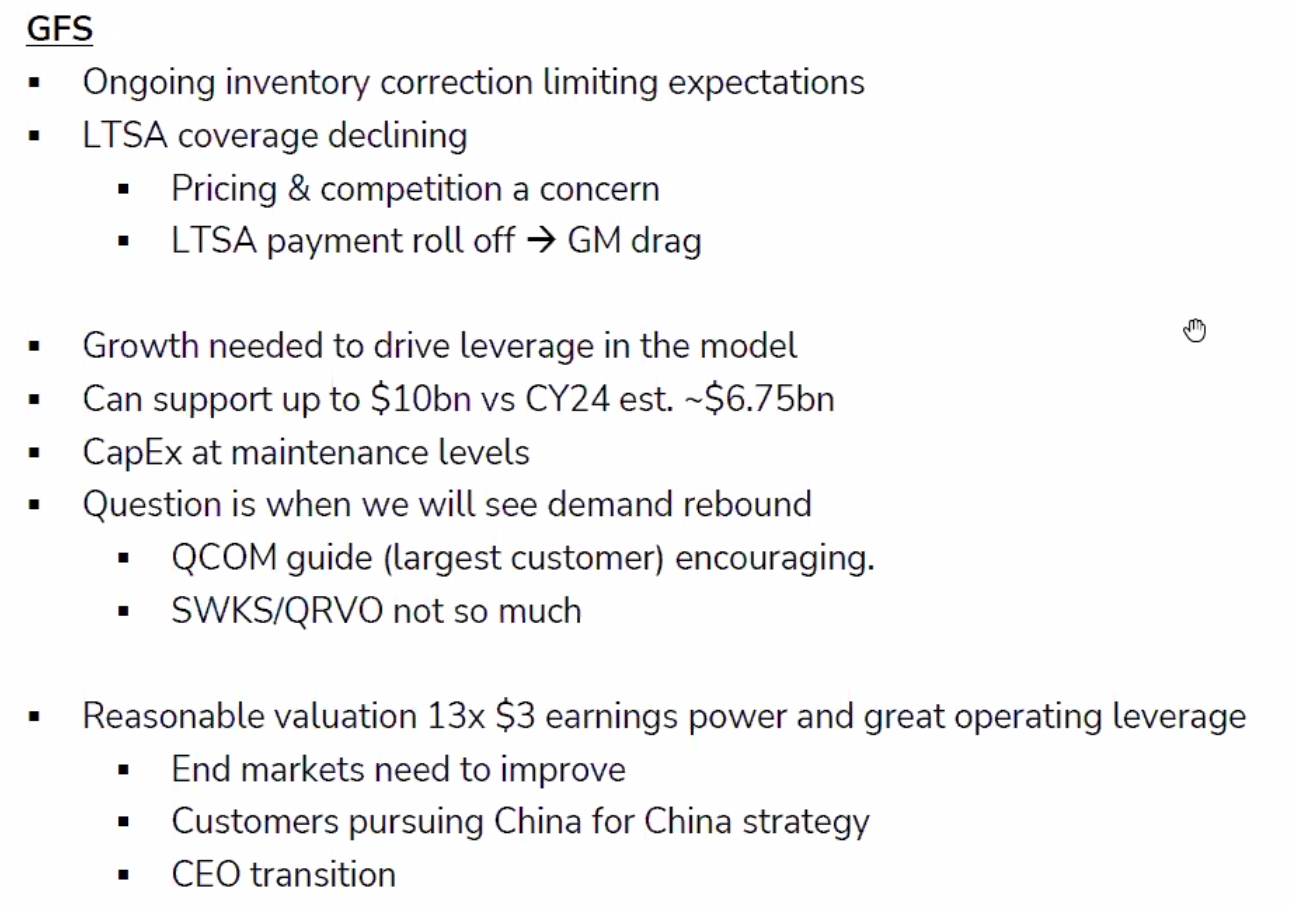 GFS
▪ Ongoing inventory correction limiting expectations
▪ LTSA coverage declining
▪ Pricing & competition a concern
▪ LTSA payment roll off → GM drag
▪ Growth needed to drive leverage in the model
▪ Can support up to $10bn vs CY24 est. ~$6.75bn
▪ CapEx at maintenance levels
▪ Question is when we will see demand rebound
▪ QCOM guide (largest customer) encouraging.
▪ SWKS/QRVO not so much
▪ Reasonable valuation 13x $3 earnings power and great operating leverage
▪ End markets need to improve
▪ Customers pursuing China for China strategy
▪ CEO transition